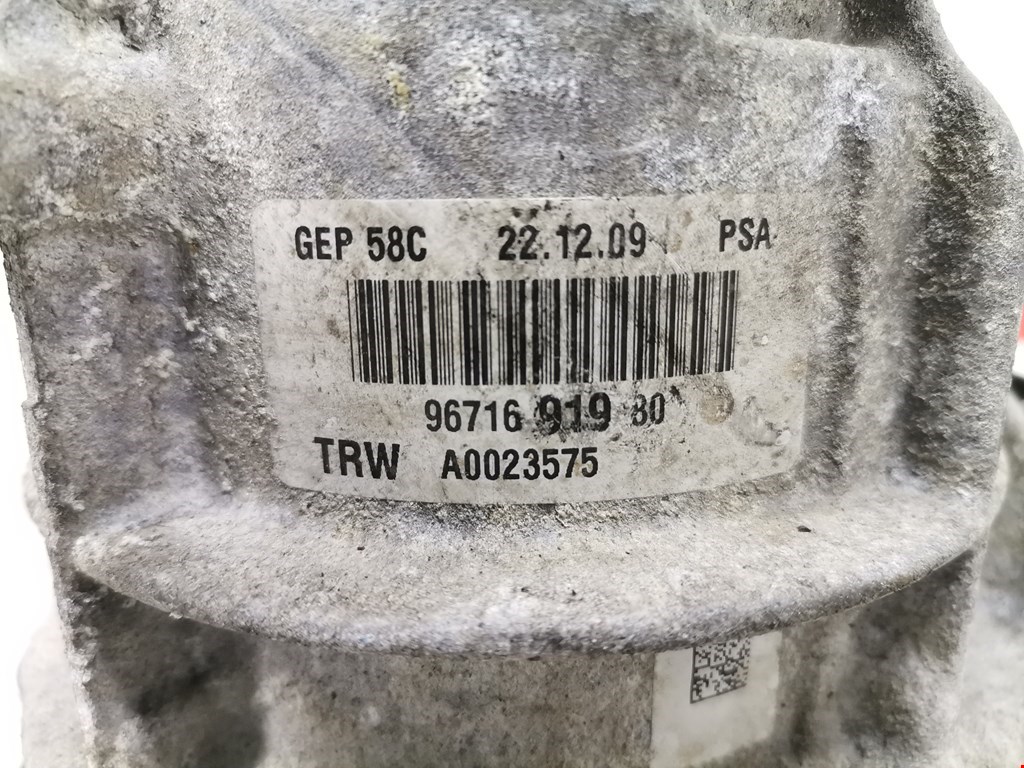 GEP 58C 22.12.09 PSA
96716 919 80
TRW A0023575